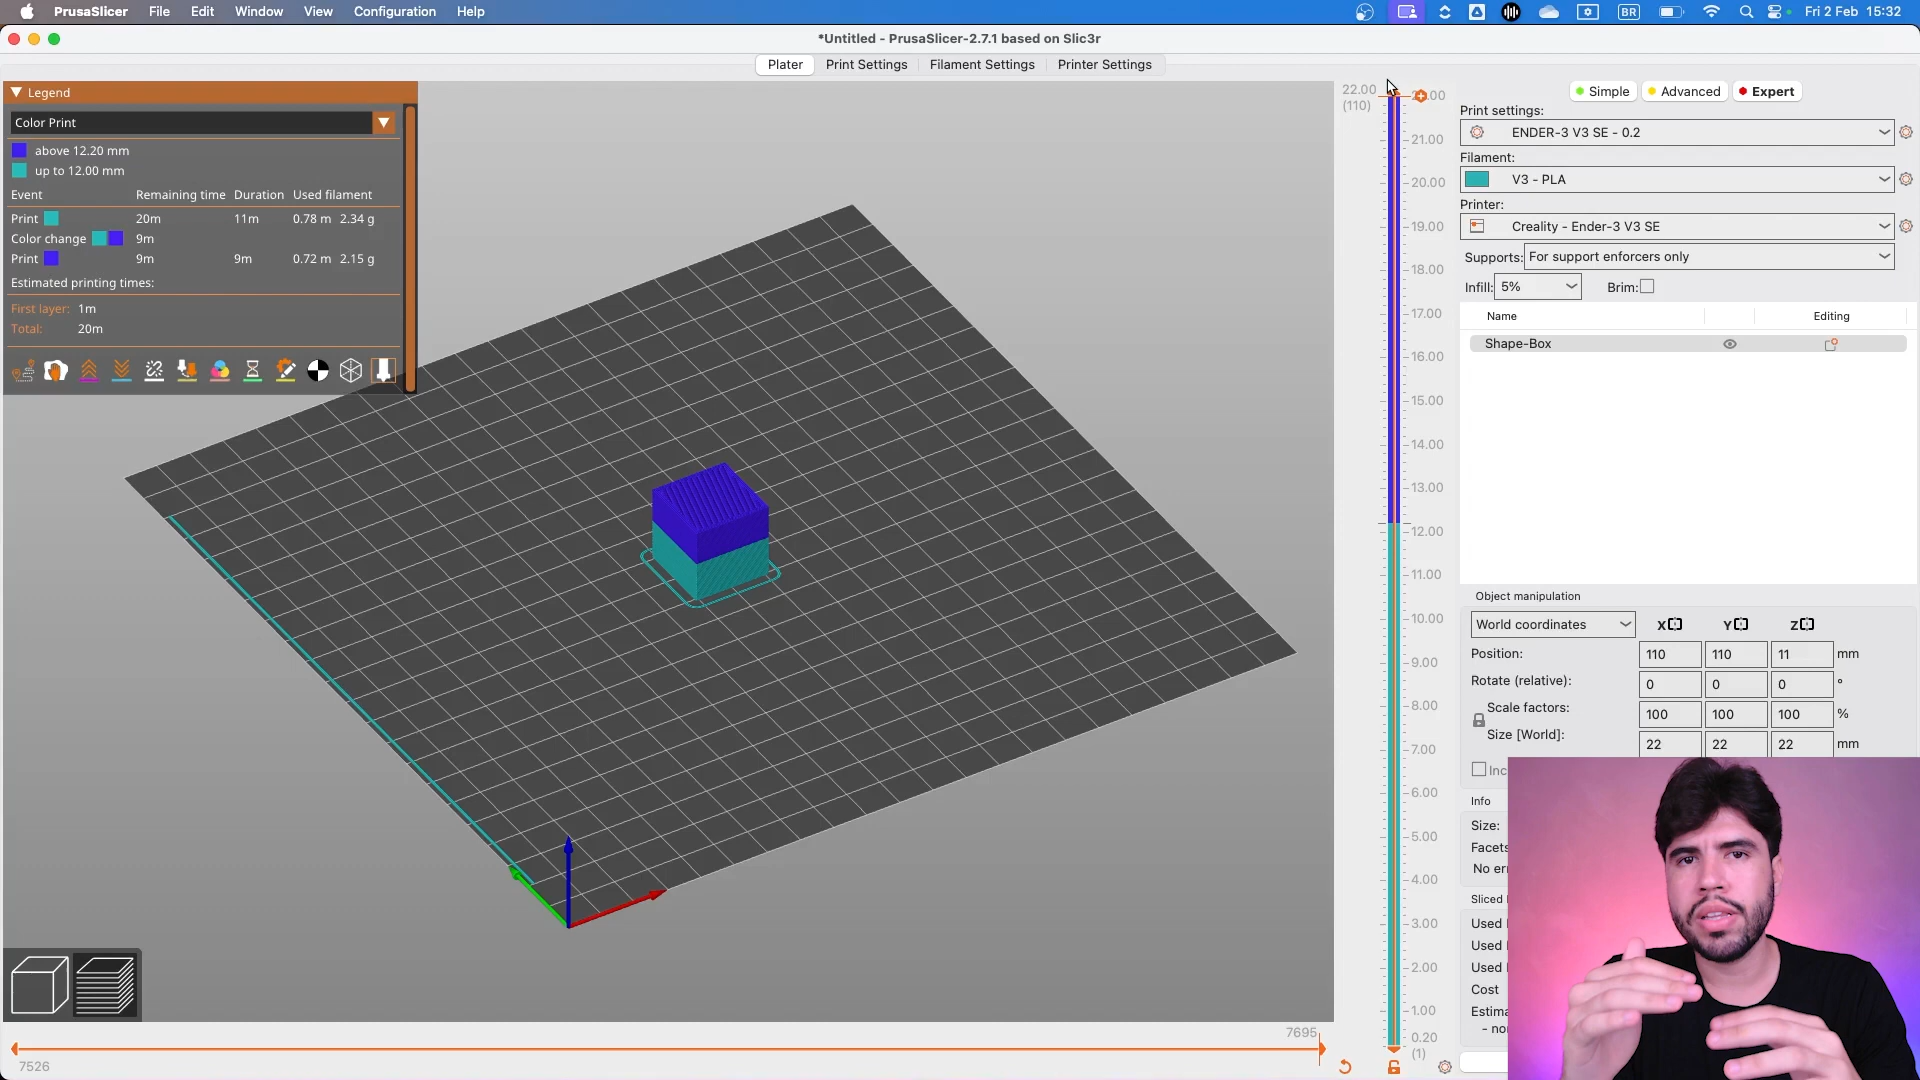 PrusaSlicer File Edit Window View Configuration Help
BR Fri 2 Feb 15:32
*Untitled - PrusaSlicer-2.7.1 based on Slic3r
Plater Print Settings Filament Settings Printer Settings
Legend
Color Print
above 12.20 mm
up to 12.00 mm
Event Remaining time Duration Used filament
Print 20m 11m 0.78 m 2.34 g
Color change 9m
Print 9m 9m 0.72 m 2.15 g
Estimated printing times:
First layer: 1m
Total: 20m
22.00
(110)
21.00
20.00
19.00
18.00
17.00
16.00
15.00
14.00
13.00
12.00
11.00
10.00
9.00
8.00
7.00
6.00
5.00
4.00
3.00
2.00
1.00
0.20
(1)
7695
7526
Simple Advanced Expert
Print settings:
ENDER-3 V3 SE - 0.2
Filament:
V3 - PLA
Printer:
Creality - Ender-3 V3 SE
Supports: For support enforcers only
Infill: 5% Brim:
Name Editing
Shape-Box
Object manipulation
World coordinates X Y Z
Position: 110 110 11 mm
Rotate (relative): 0 0 0 °
Scale factors: 100 100 100 %
Size [World]: 22 22 22 mm
Inc
Info
Size:
Facets
No er
Sliced
Used
Used
Used
Cost
Estima
- no